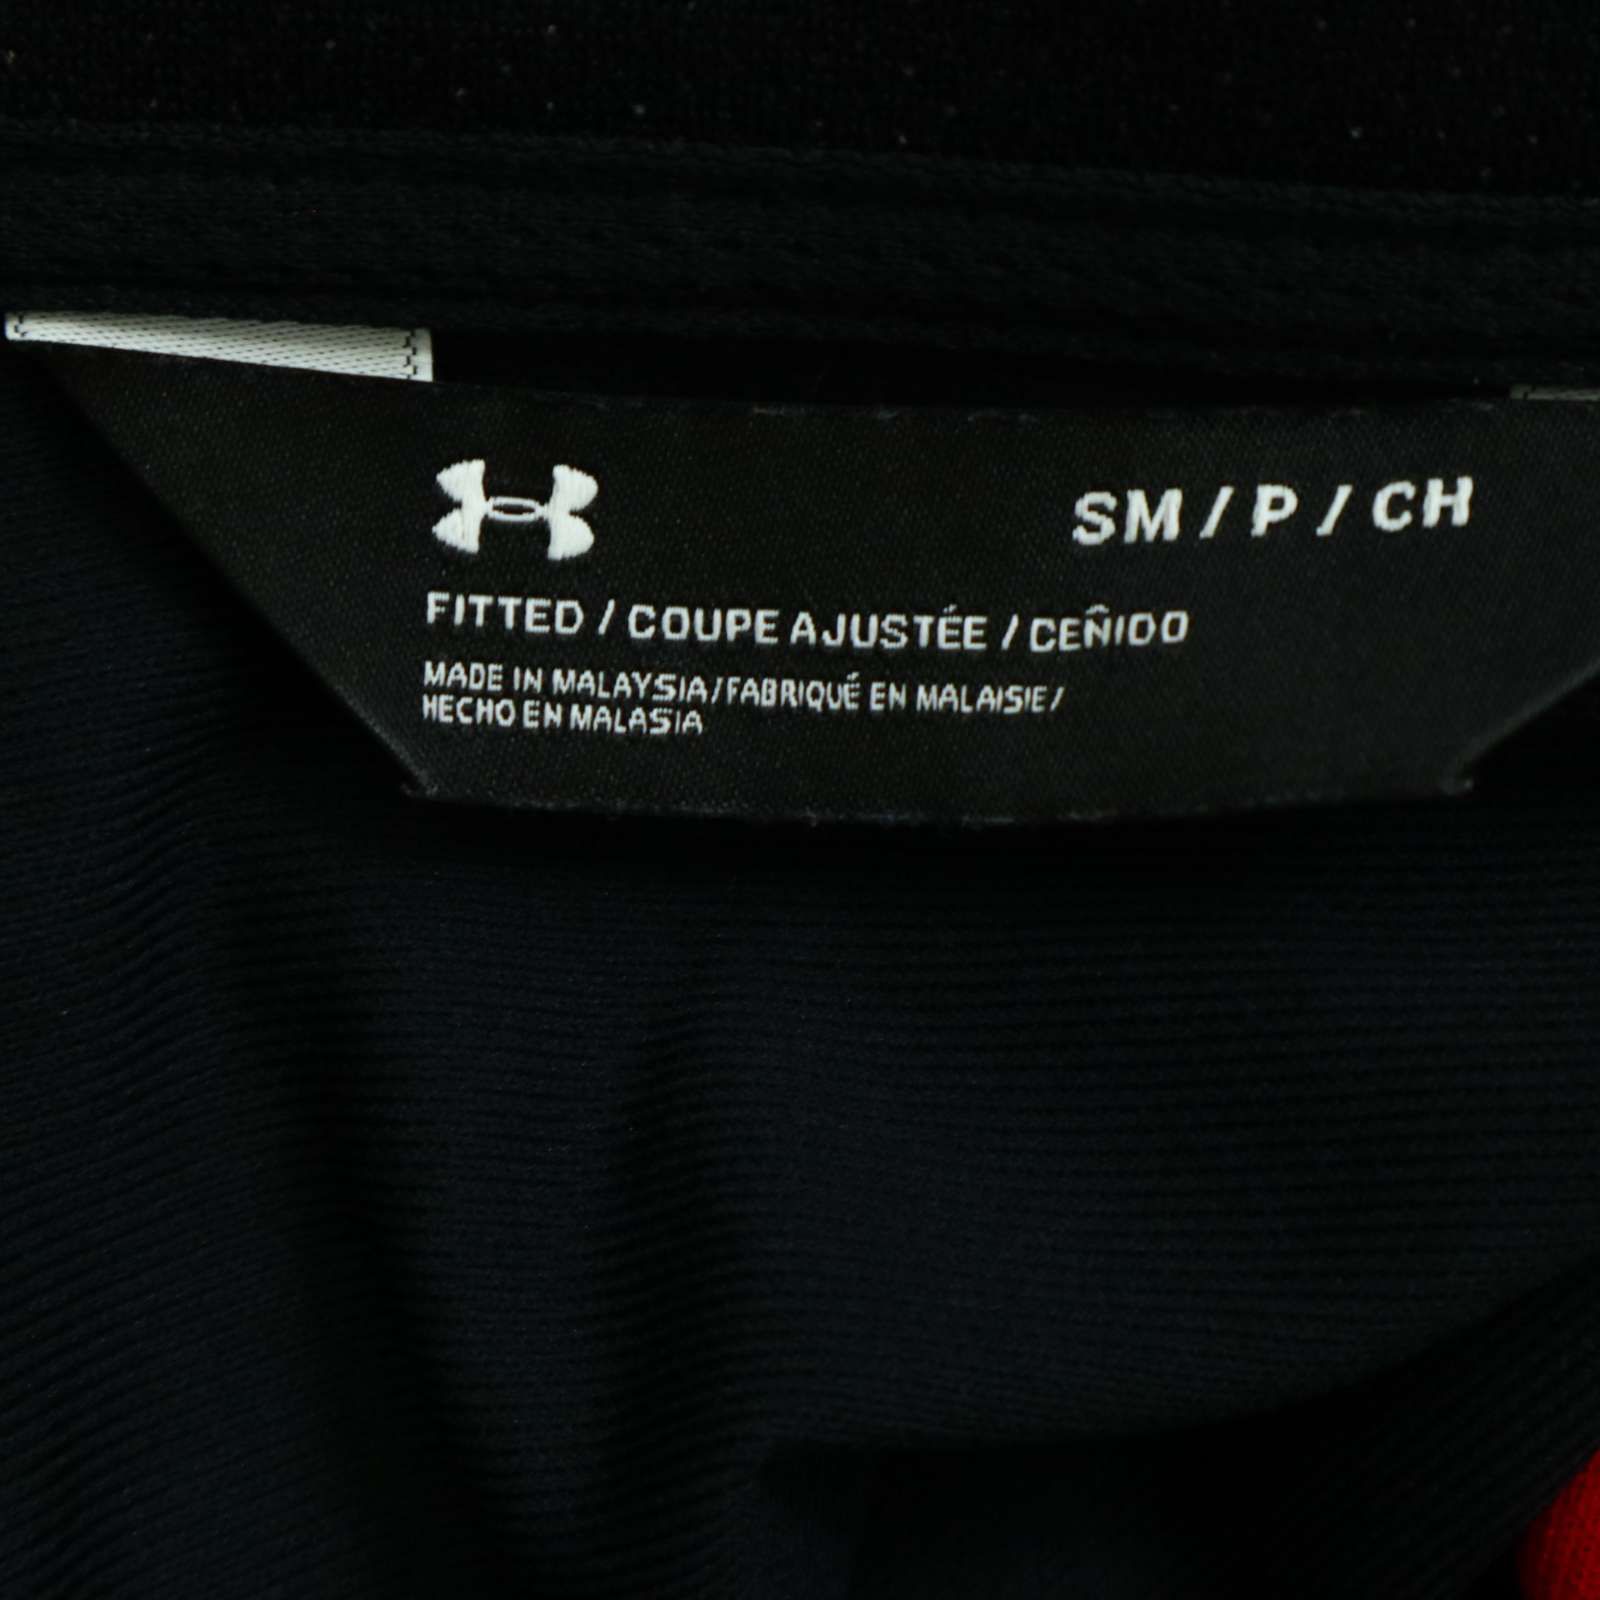 SM / P / CH
FITTED / COUPE AJUSTÉE / CEÑIDO
MADE IN MALAYSIA / FABRIQUÉ EN MALAISIE /
HECHO EN MALASIA